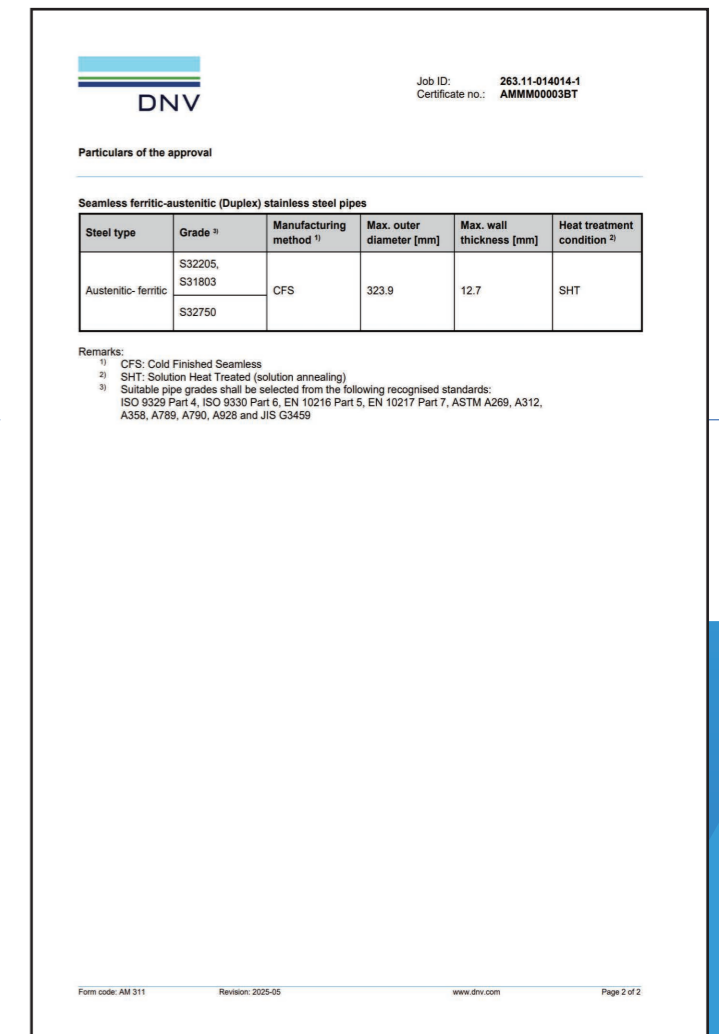 DNV
Job ID: 263.11-014014-1
Certificate no.: AMMM00003BT
Particulars of the approval
Seamless ferritic-austenitic (Duplex) stainless steel pipes
Steel type Grade 3) Manufacturing method 1) Max. outer diameter [mm] Max. wall thickness [mm] Heat treatment condition 2)
Austenitic- ferritic S32205, S31803 CFS 323.9 12.7 SHT
S32750
Remarks:
1) CFS: Cold Finished Seamless
2) SHT: Solution Heat Treated (solution annealing)
3) Suitable pipe grades shall be selected from the following recognised standards:
ISO 9329 Part 4, ISO 9330 Part 6, EN 10216 Part 5, EN 10217 Part 7, ASTM A269, A312,
A358, A789, A790, A928 and JIS G3459
Form code: AM 311 Revision: 2025-05 www.dnv.com Page 2 of 2